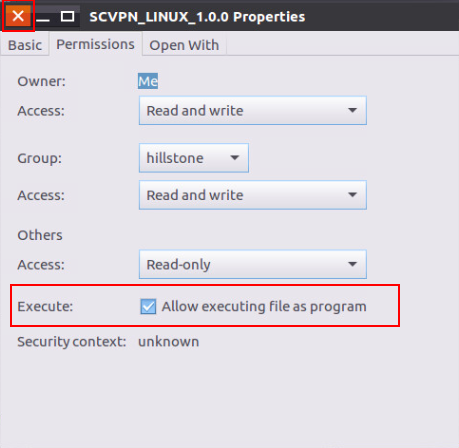 SCVPN_LINUX_1.0.0 Properties
Basic Permissions Open With
Owner: Me
Access: Read and write
Group: hillstone
Access: Read and write
Others
Access: Read-only
Execute: Allow executing file as program
Security context: unknown